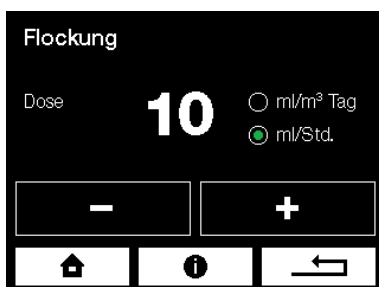 Flockung
Dose
10
ml/m³ Tag
ml/Std.
−
+